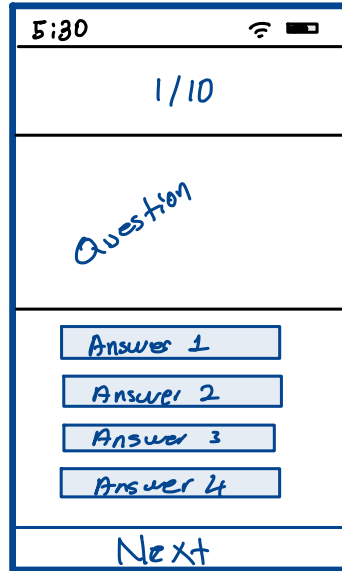 5:30
1/10
Question
Answer 1
Answer 2
Answer 3
Answer 4
Next